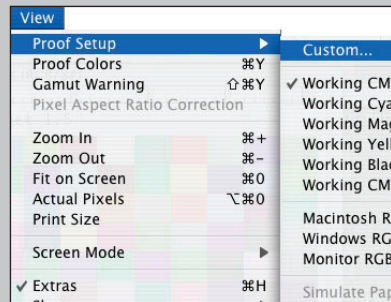 View
Proof Setup
Proof Colors ⌘Y
Gamut Warning ⇧⌘Y
Pixel Aspect Ratio Correction
Zoom In ⌘+
Zoom Out ⌘-
Fit on Screen ⌘0
Actual Pixels ⌥⌘0
Print Size
Screen Mode
✓ Extras ⌘H
Custom...
✓ Working CM
Working Cya
Working Mag
Working Yell
Working Blac
Working CM
Macintosh R
Windows RG
Monitor RGB
Simulate Pap